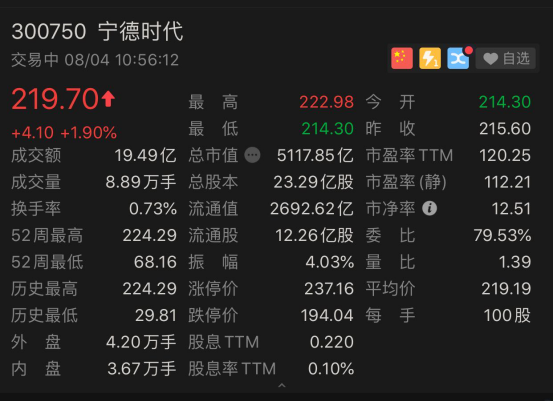 300750 宁德时代
交易中 08/04 10:56:12
自选
219.70 最高 222.98 今开 214.30
+4.10 +1.90% 最低 214.30 昨收 215.60
成交额 19.49亿 总市值 5117.85亿 市盈率TTM 120.25
成交量 8.89万手 总股本 23.29亿股 市盈率(静) 112.21
换手率 0.73% 流通值 2692.62亿 市净率 12.51
52周最高 224.29 流通股 12.26亿股 委比 79.53%
52周最低 68.16 振幅 4.03% 量比 1.39
历史最高 224.29 涨停价 237.16 平均价 219.19
历史最低 29.81 跌停价 194.04 每手 100股
外盘 4.20万手 股息TTM 0.220
内盘 3.67万手 股息率TTM 0.10%